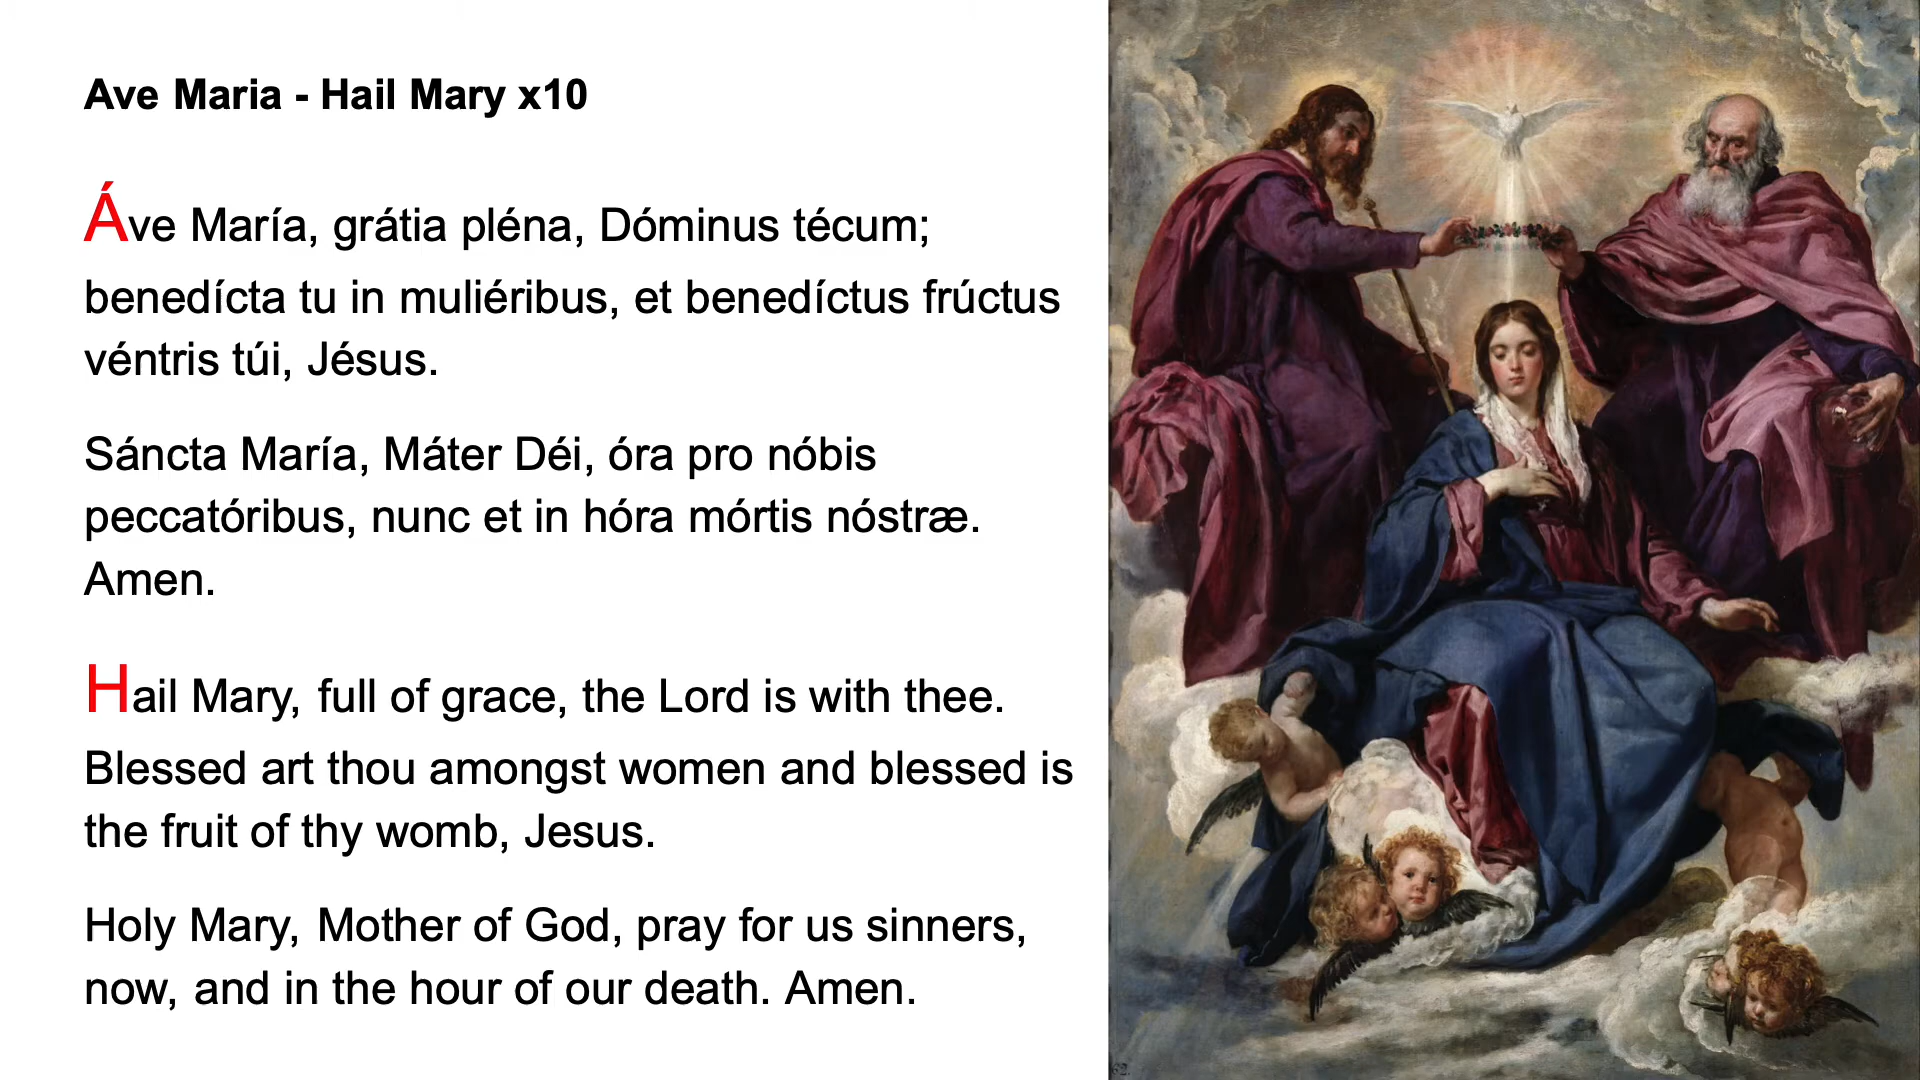 Ave Maria - Hail Mary x10
Áve María, grátia pléna, Dóminus técum;
benedícta tu in muliéribus, et benedíctus frúctus
véntris túi, Jésus.
Sáncta María, Máter Déi, óra pro nóbis
peccatóribus, nunc et in hóra mórtis nóstræ.
Amen.
Hail Mary, full of grace, the Lord is with thee.
Blessed art thou amongst women and blessed is
the fruit of thy womb, Jesus.
Holy Mary, Mother of God, pray for us sinners,
now, and in the hour of our death. Amen.
62.